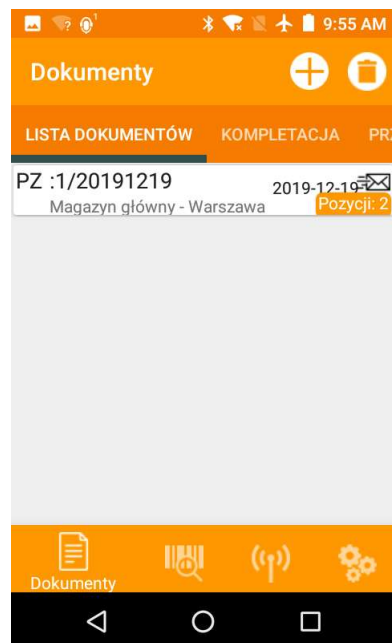 9:55 AM
Dokumenty
LISTA DOKUMENTÓW KOMPLETACJA PRZ
PZ :1/20191219 2019-12-19
Magazyn główny - Warszawa Pozycji: 2
Dokumenty